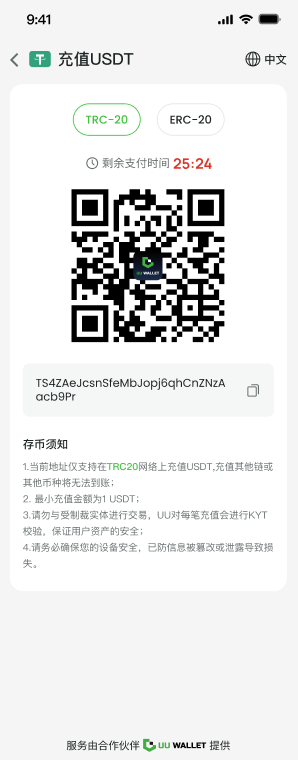 9:41
充值USDT
中文
TRC-20
ERC-20
剩余支付时间 25:24
UU WALLET
TS4ZAeJcsnSfeMbJopj6qhCnZNzA
acb9Pr
存币须知
1.当前地址仅支持在TRC20网络上充值USDT,充值其他链或
其他币种将无法到账；
2. 最小充值金额为1 USDT；
3.请勿与受制裁实体进行交易，UU对每笔充值会进行KYT
校验，保证用户资产的安全；
4.请务必确保您的设备安全，已防信息被篡改或泄露导致损
失。
服务由合作伙伴 UU WALLET 提供